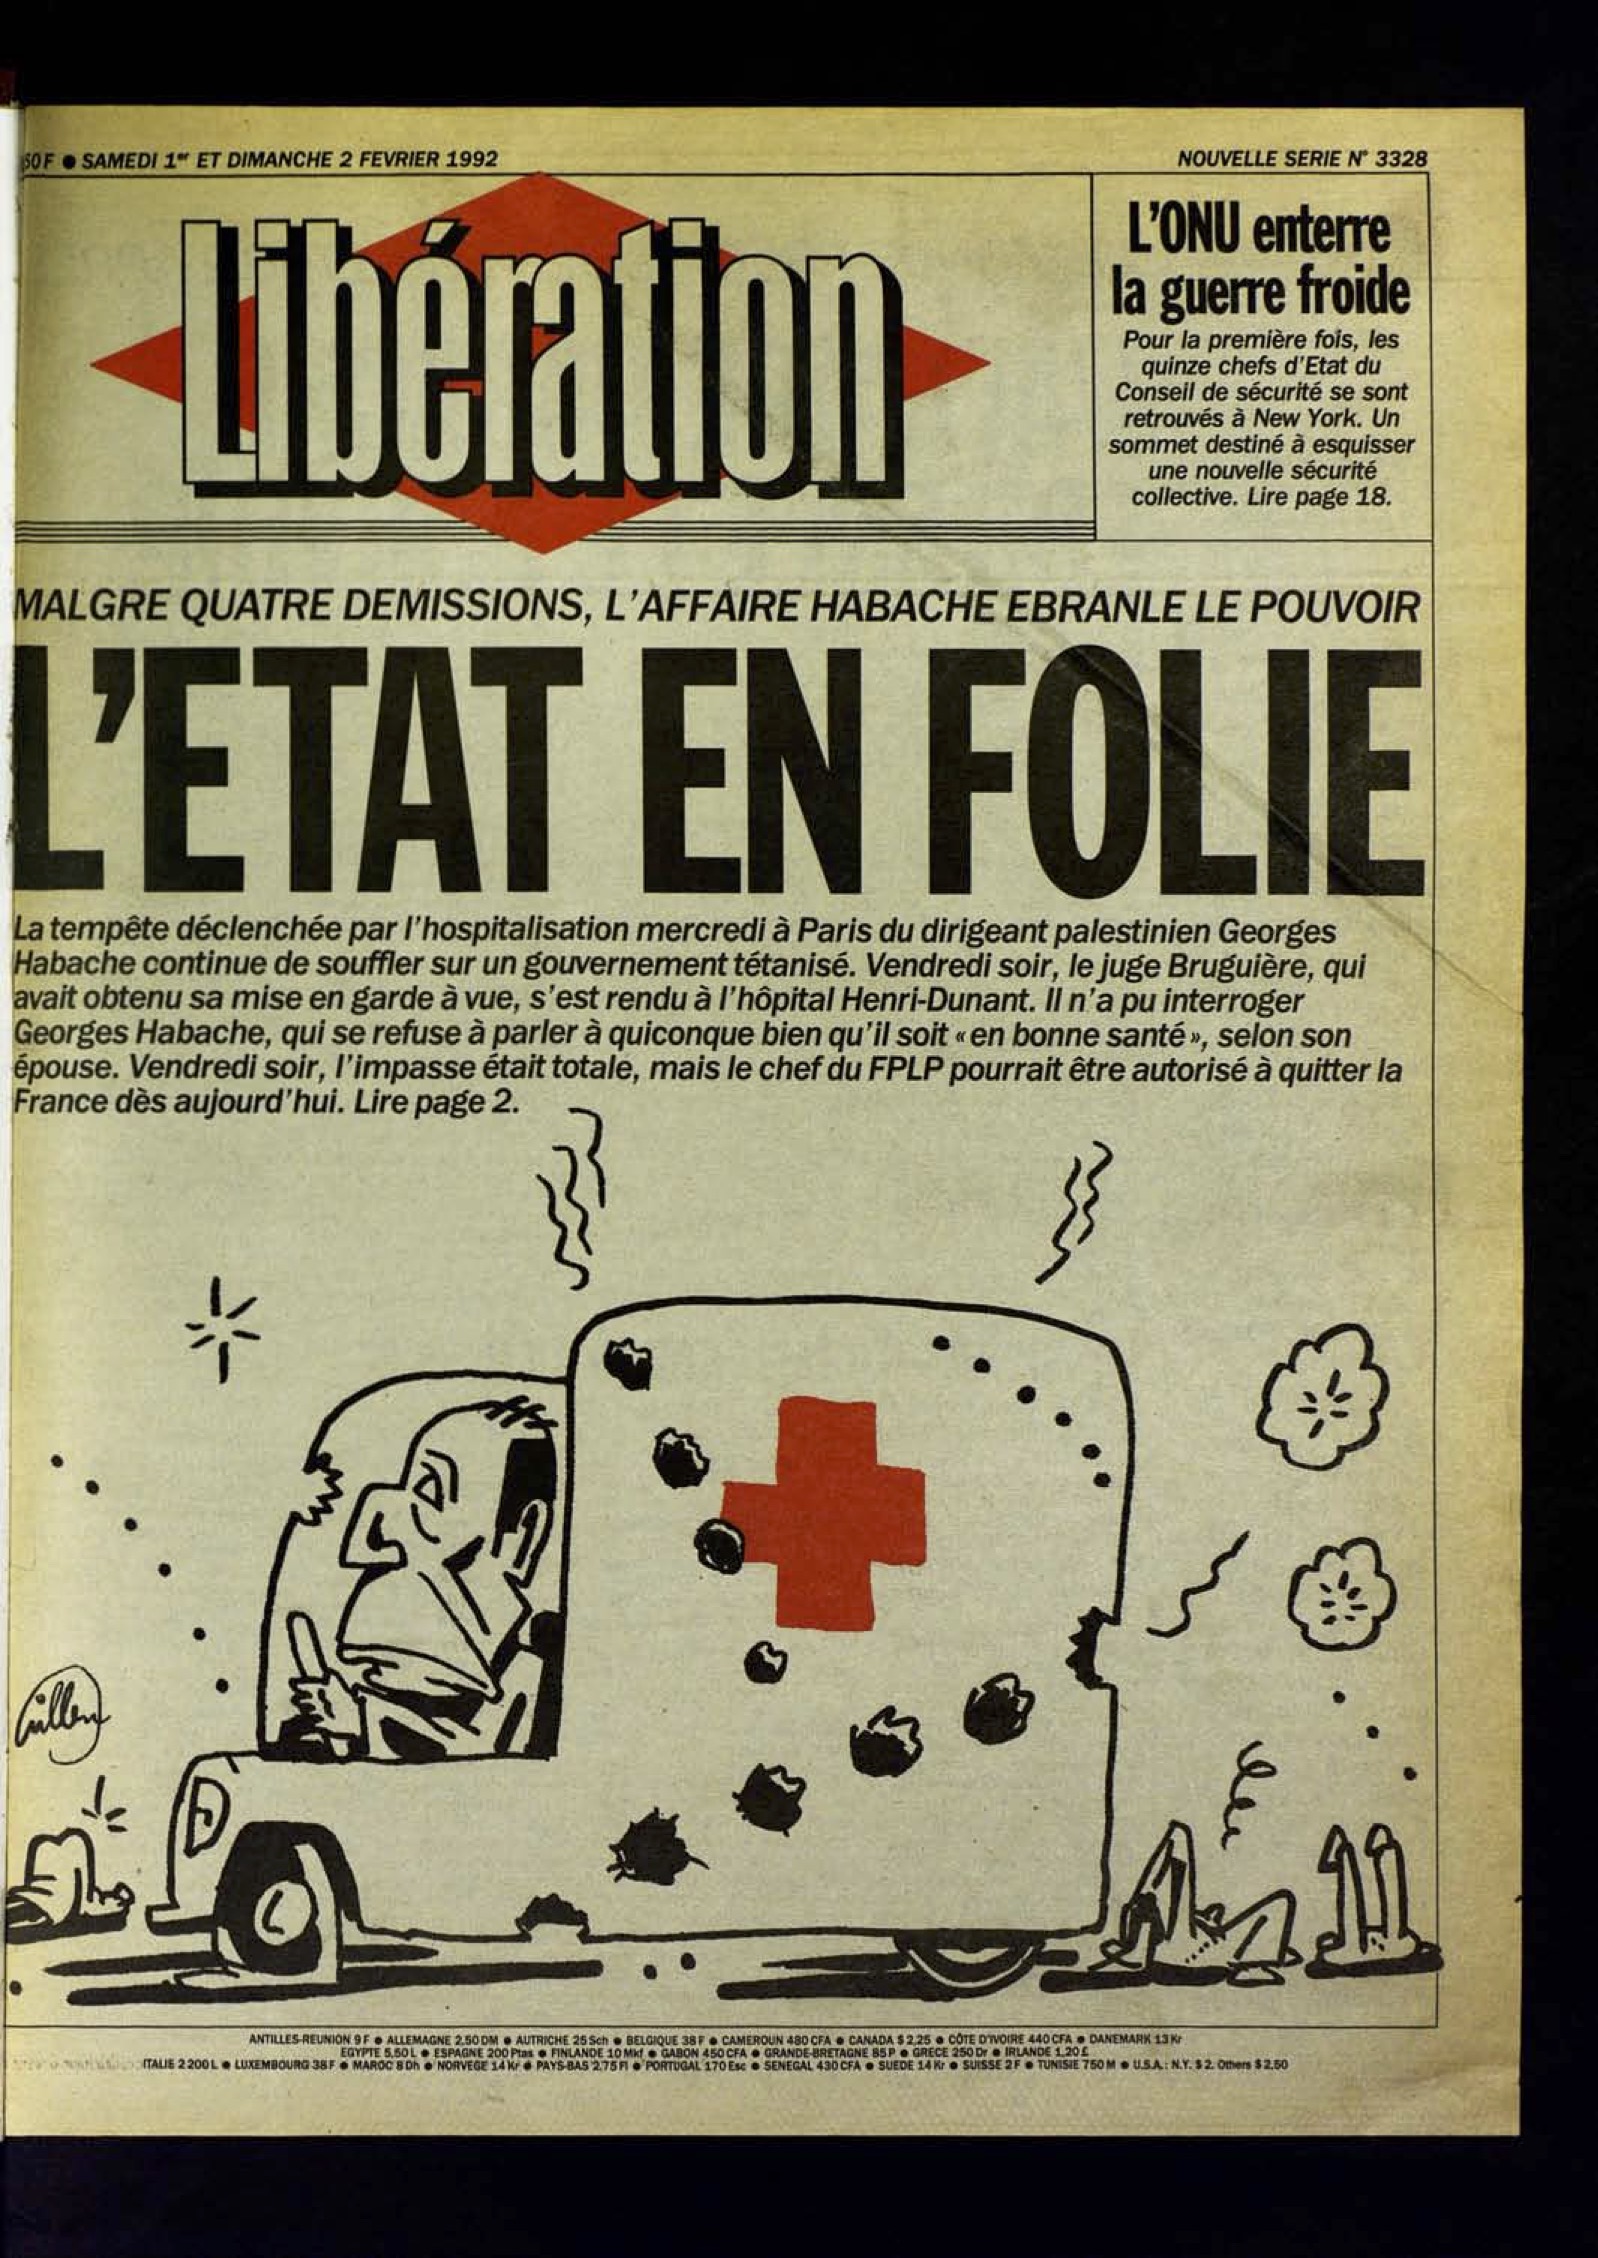 50F ● SAMEDI 1er ET DIMANCHE 2 FEVRIER 1992
NOUVELLE SERIE N° 3328
Libération
L'ONU enterre
la guerre froide
Pour la première fois, les
quinze chefs d'Etat du
Conseil de sécurité se sont
retrouvés à New York. Un
sommet destiné à esquisser
une nouvelle sécurité
collective. Lire page 18.
MALGRE QUATRE DEMISSIONS, L'AFFAIRE HABACHE EBRANLE LE POUVOIR
L'ETAT EN FOLIE
La tempête déclenchée par l'hospitalisation mercredi à Paris du dirigeant palestinien Georges
Habache continue de souffler sur un gouvernement tétanisé. Vendredi soir, le juge Bruguière, qui
avait obtenu sa mise en garde à vue, s'est rendu à l'hôpital Henri-Dunant. Il n'a pu interroger
Georges Habache, qui se refuse à parler à quiconque bien qu'il soit «en bonne santé», selon son
épouse. Vendredi soir, l'impasse était totale, mais le chef du FPLP pourrait être autorisé à quitter la
France dès aujourd'hui. Lire page 2.
Willem
ANTILLES-REUNION 9 F ● ALLEMAGNE 2,50 DM ● AUTRICHE 25 Sch ● BELGIQUE 38 F ● CAMEROUN 480 CFA ● CANADA $ 2,25 ● CÔTE D'IVOIRE 440 CFA ● DANEMARK 13 Kr
EGYPTE 5,50 L ● ESPAGNE 200 Ptas ● FINLANDE 10 Mkf ● GABON 450 CFA ● GRANDE-BRETAGNE 85 P ● GRECE 250 Dr ● IRLANDE 1,20 £
ITALIE 2 200 L ● LUXEMBOURG 38 F ● MAROC 8 Dh ● NORVEGE 14 Kr ● PAYS-BAS 2,75 Fl ● PORTUGAL 170 Esc ● SENEGAL 430 CFA ● SUEDE 14 Kr ● SUISSE 2 F ● TUNISIE 750 M ● U.S.A.: N.Y. $ 2. Others $ 2,50